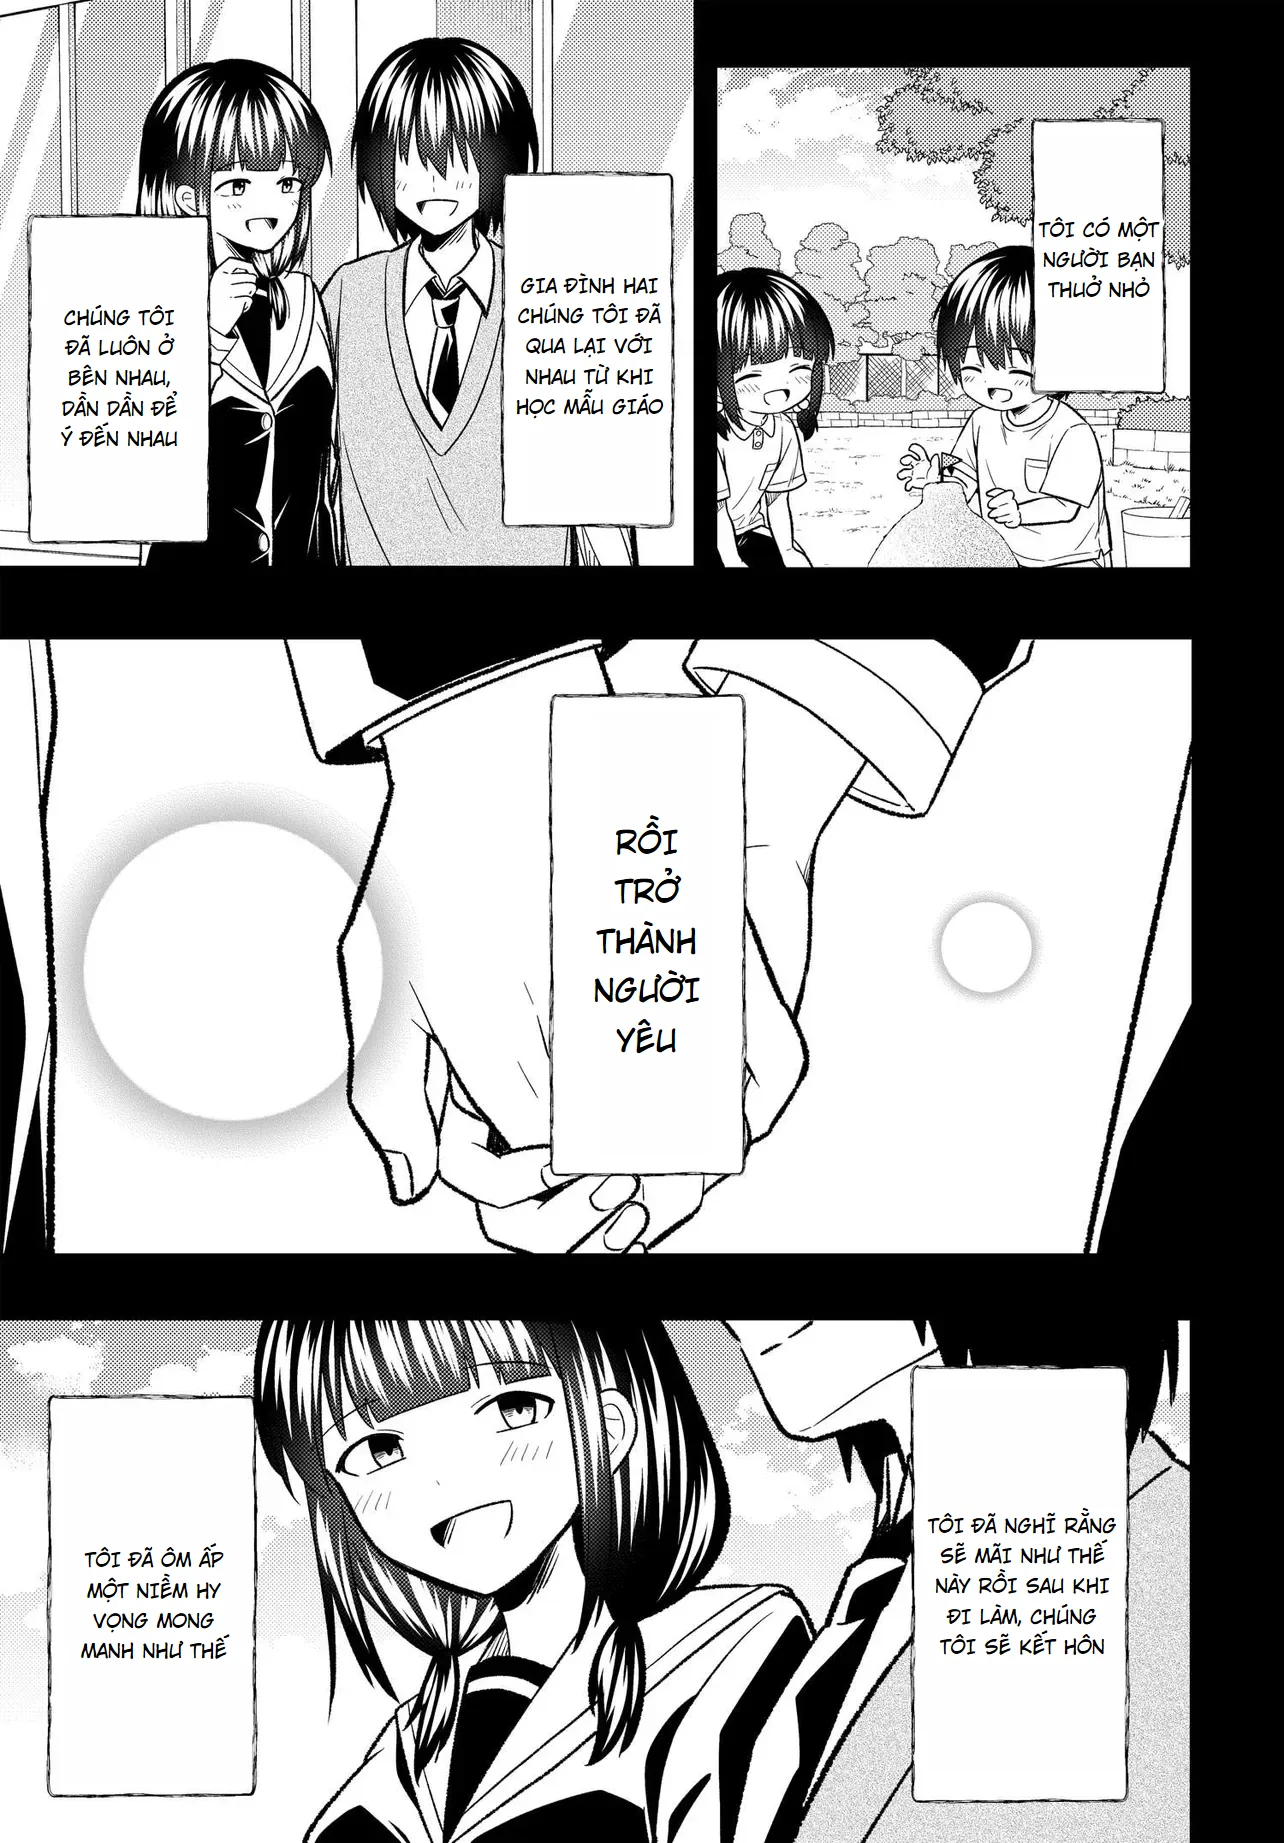 TÔI CÓ MỘT
NGƯỜI BẠN
THUỞ NHỎ
GIA ĐÌNH HAI
CHÚNG TÔI ĐÃ
QUA LẠI VỚI
NHAU TỪ KHI
HỌC MẪU GIÁO
CHÚNG TÔI
ĐÃ LUÔN Ở
BÊN NHAU,
DẦN DẦN ĐỂ
Ý ĐẾN NHAU
RỒI
TRỞ
THÀNH
NGƯỜI
YÊU
TÔI ĐÃ NGHĨ RẰNG
SẼ MÃI NHƯ THẾ
NÀY RỒI SAU KHI
ĐI LÀM, CHÚNG
TÔI SẼ KẾT HÔN
TÔI ĐÃ ÔM ẤP
MỘT NIỀM HY
VỌNG MONG
MANH NHƯ THẾ